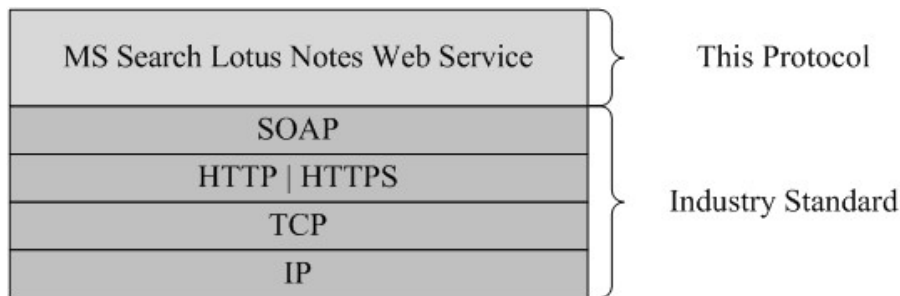 MS Search Lotus Notes Web Service
This Protocol
SOAP
HTTP | HTTPS
Industry Standard
TCP
IP